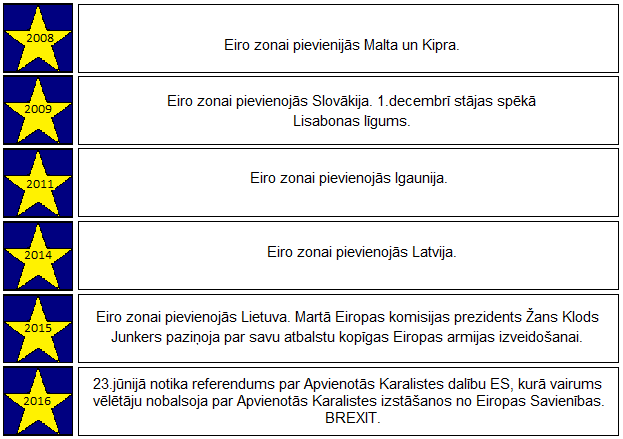 2008
Eiro zonai pievienijās Malta un Kipra.
2009
Eiro zonai pievienojās Slovākija. 1.decembrī stājas spēkā
Lisabonas līgums.
2011
Eiro zonai pievienojās Igaunija.
2014
Eiro zonai pievienojās Latvija.
2015
Eiro zonai pievienojās Lietuva. Martā Eiropas komisijas prezidents Žans Klods
Junkers paziņoja par savu atbalstu kopīgas Eiropas armijas izveidošanai.
2016
23.jūnijā notika referendums par Apvienotās Karalistes dalību ES, kurā vairums
vēlētāju nobalsoja par Apvienotās Karalistes izstāšanos no Eiropas Savienības.
BREXIT.